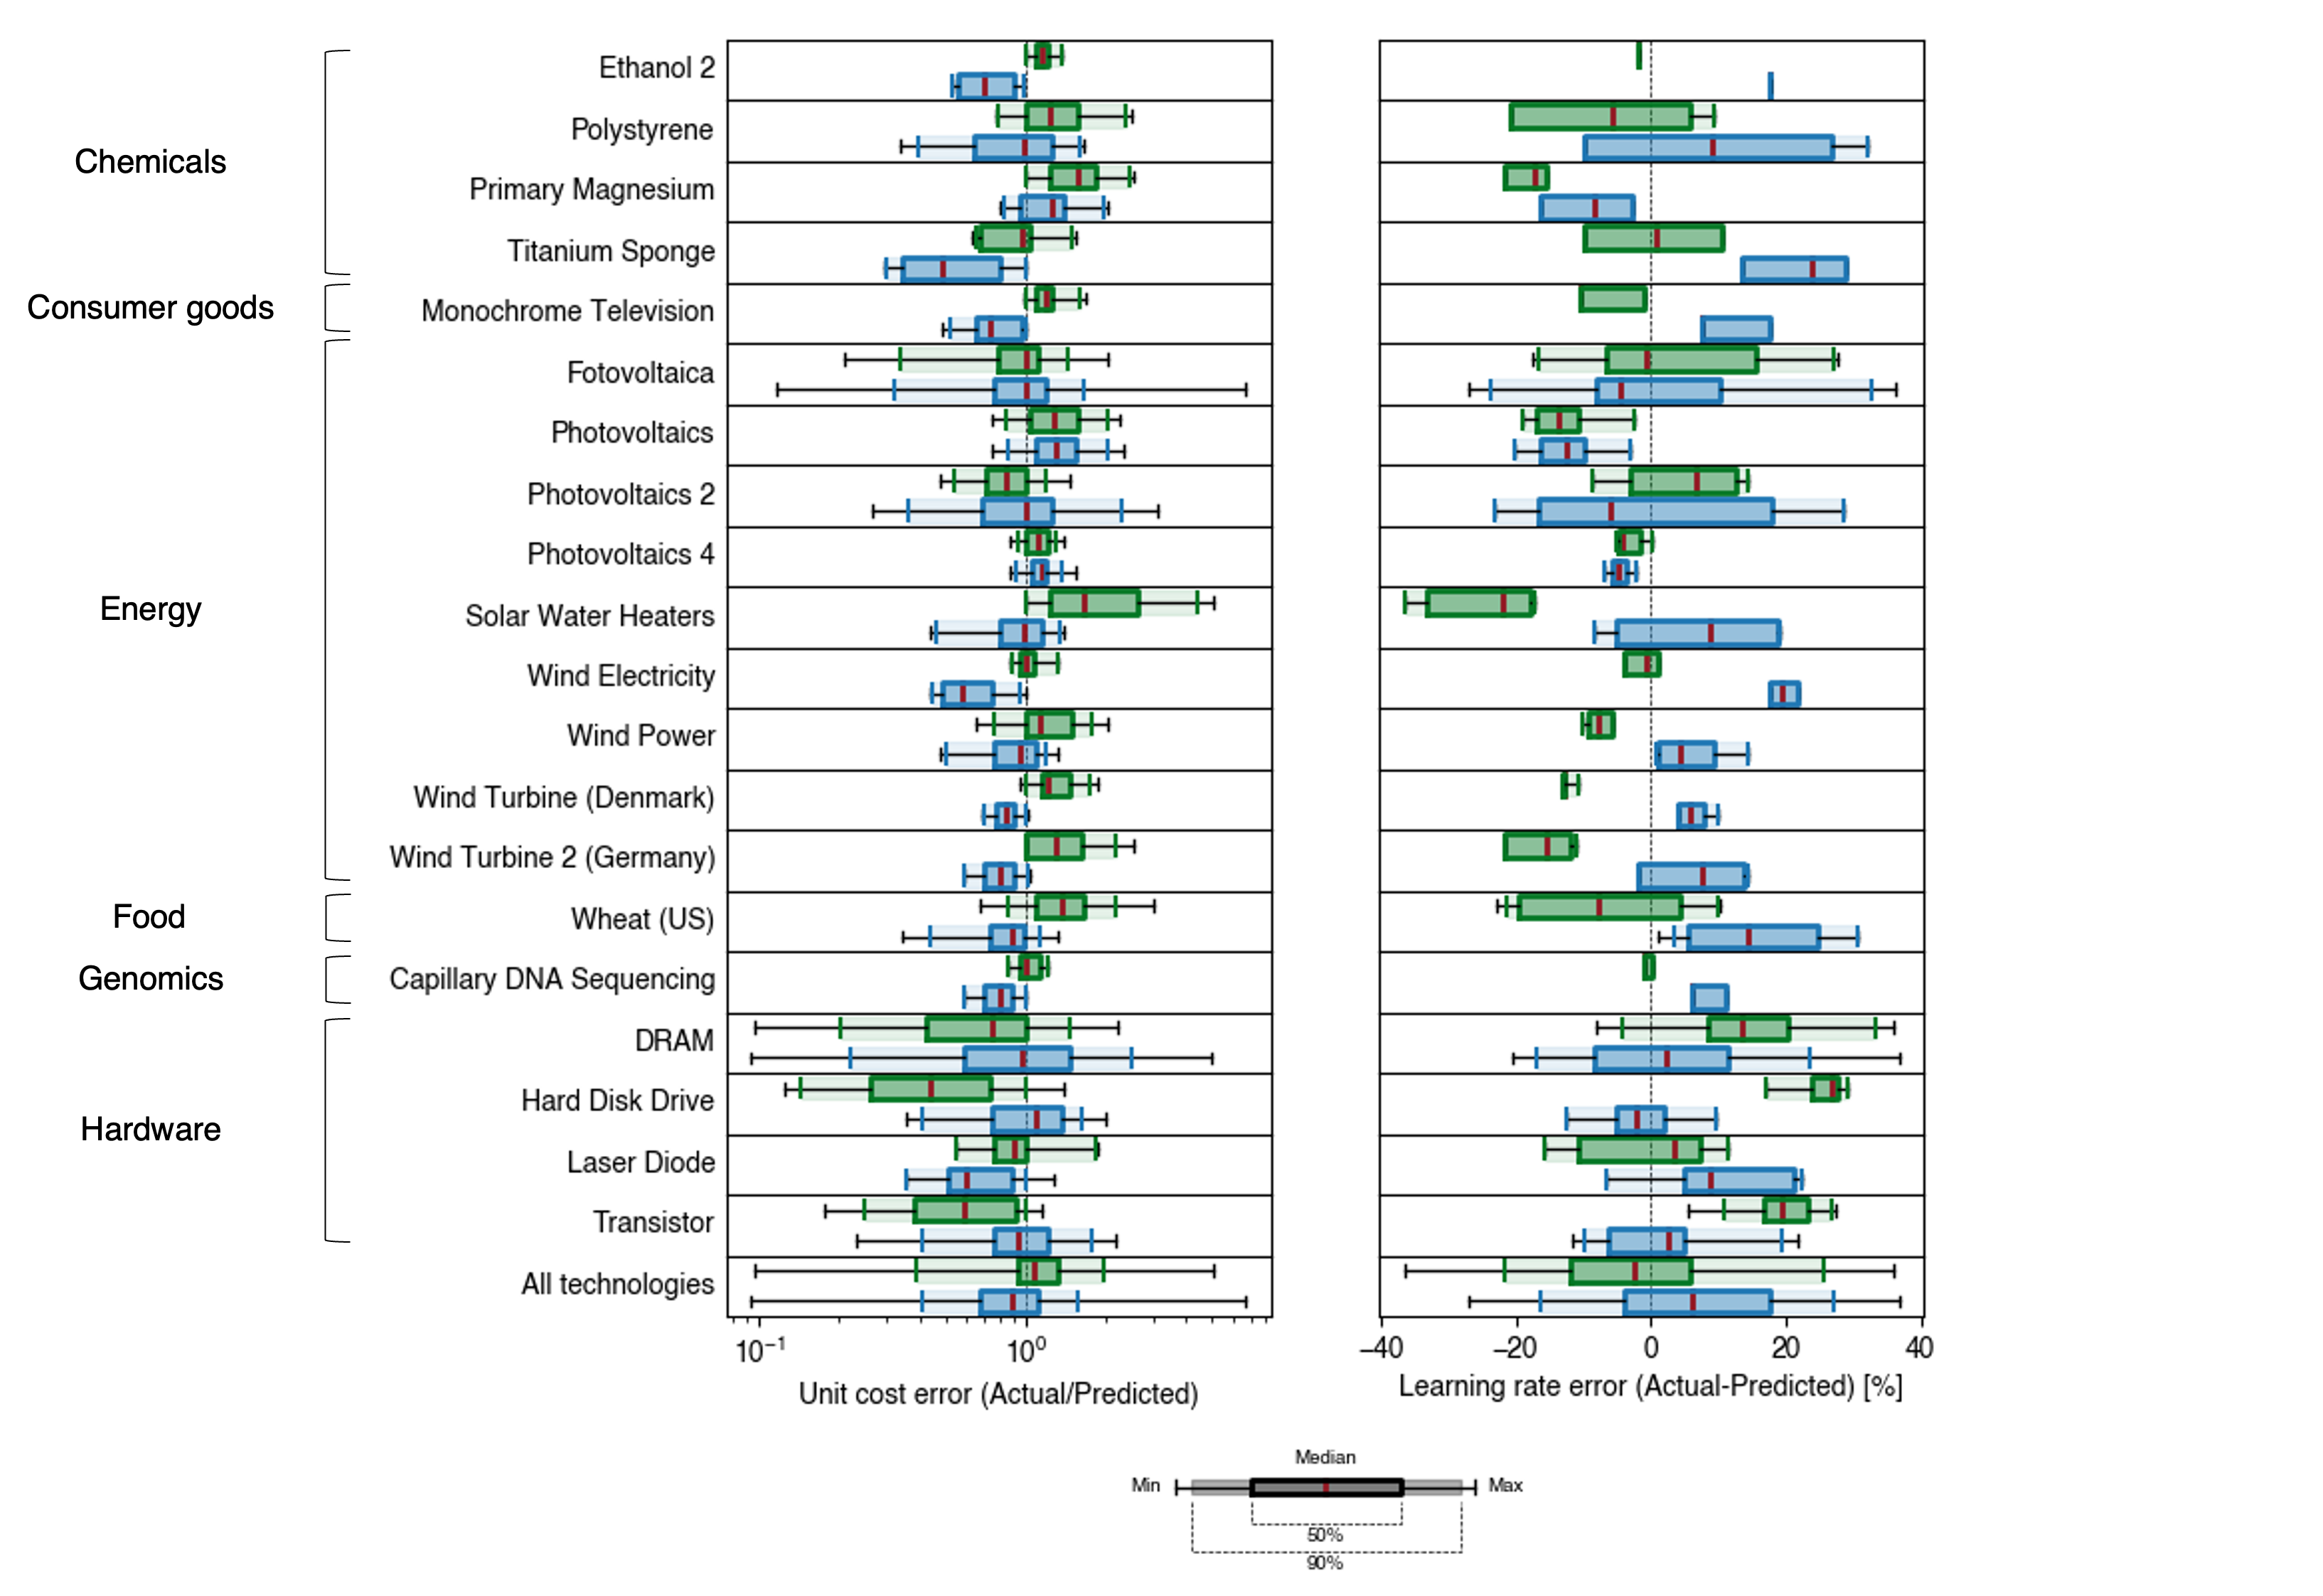 Chemicals
Consumer goods
Energy
Food
Genomics
Hardware
Ethanol 2
Polystyrene
Primary Magnesium
Titanium Sponge
Monochrome Television
Fotovoltaica
Photovoltaics
Photovoltaics 2
Photovoltaics 4
Solar Water Heaters
Wind Electricity
Wind Power
Wind Turbine (Denmark)
Wind Turbine 2 (Germany)
Wheat (US)
Capillary DNA Sequencing
DRAM
Hard Disk Drive
Laser Diode
Transistor
All technologies
10⁻¹ 10⁰
Unit cost error (Actual/Predicted)
−40 −20 0 20 40
Learning rate error (Actual-Predicted) [%]
Median
Min Max
50%
90%